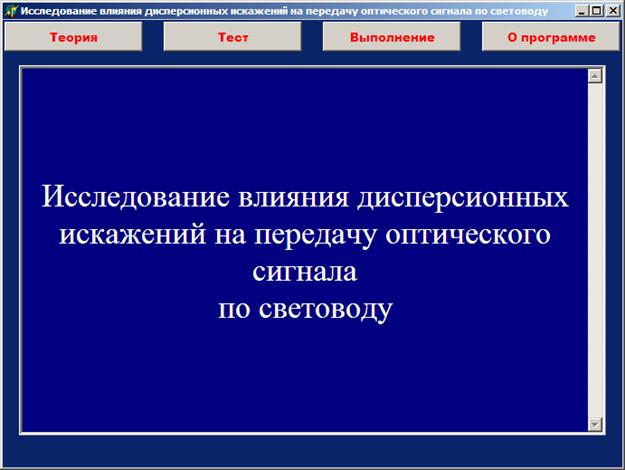 Исследование влияния дисперсионных искажений на передачу оптического сигнала по световоду
Теория
Тест
Выполнение
О программе
Исследование влияния дисперсионных
искажений на передачу оптического
сигнала
по световоду